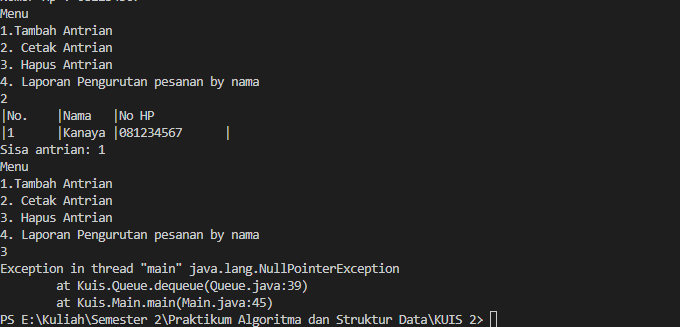 Menu
1.Tambah Antrian
2. Cetak Antrian
3. Hapus Antrian
4. Laporan Pengurutan pesanan by nama
2
|No.    |Nama   |No HP
|1      |Kanaya |081234567      |
Sisa antrian: 1
Menu
1.Tambah Antrian
2. Cetak Antrian
3. Hapus Antrian
4. Laporan Pengurutan pesanan by nama
3
Exception in thread "main" java.lang.NullPointerException
        at Kuis.Queue.dequeue(Queue.java:39)
        at Kuis.Main.main(Main.java:45)
PS E:\Kuliah\Semester 2\Praktikum Algoritma dan Struktur Data\KUIS 2>